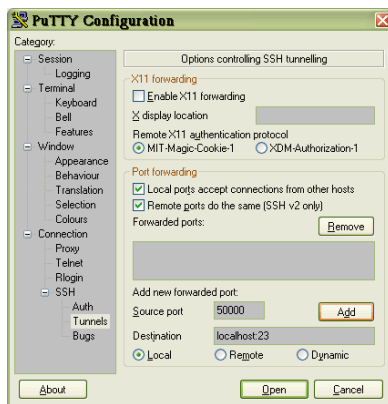 PuTTY Configuration
Category:
Session
Logging
Terminal
Keyboard
Bell
Features
Window
Appearance
Behaviour
Translation
Selection
Colours
Connection
Proxy
Telnet
Rlogin
SSH
Auth
Tunnels
Bugs
Options controlling SSH tunnelling
X11 forwarding
Enable X11 forwarding
X display location
Remote X11 authentication protocol
MIT-Magic-Cookie-1 XDM-Authorization-1
Port forwarding
Local ports accept connections from other hosts
Remote ports do the same (SSH v2 only)
Forwarded ports: Remove
Add new forwarded port:
Source port 50000 Add
Destination localhost:23
Local Remote Dynamic
About Open Cancel